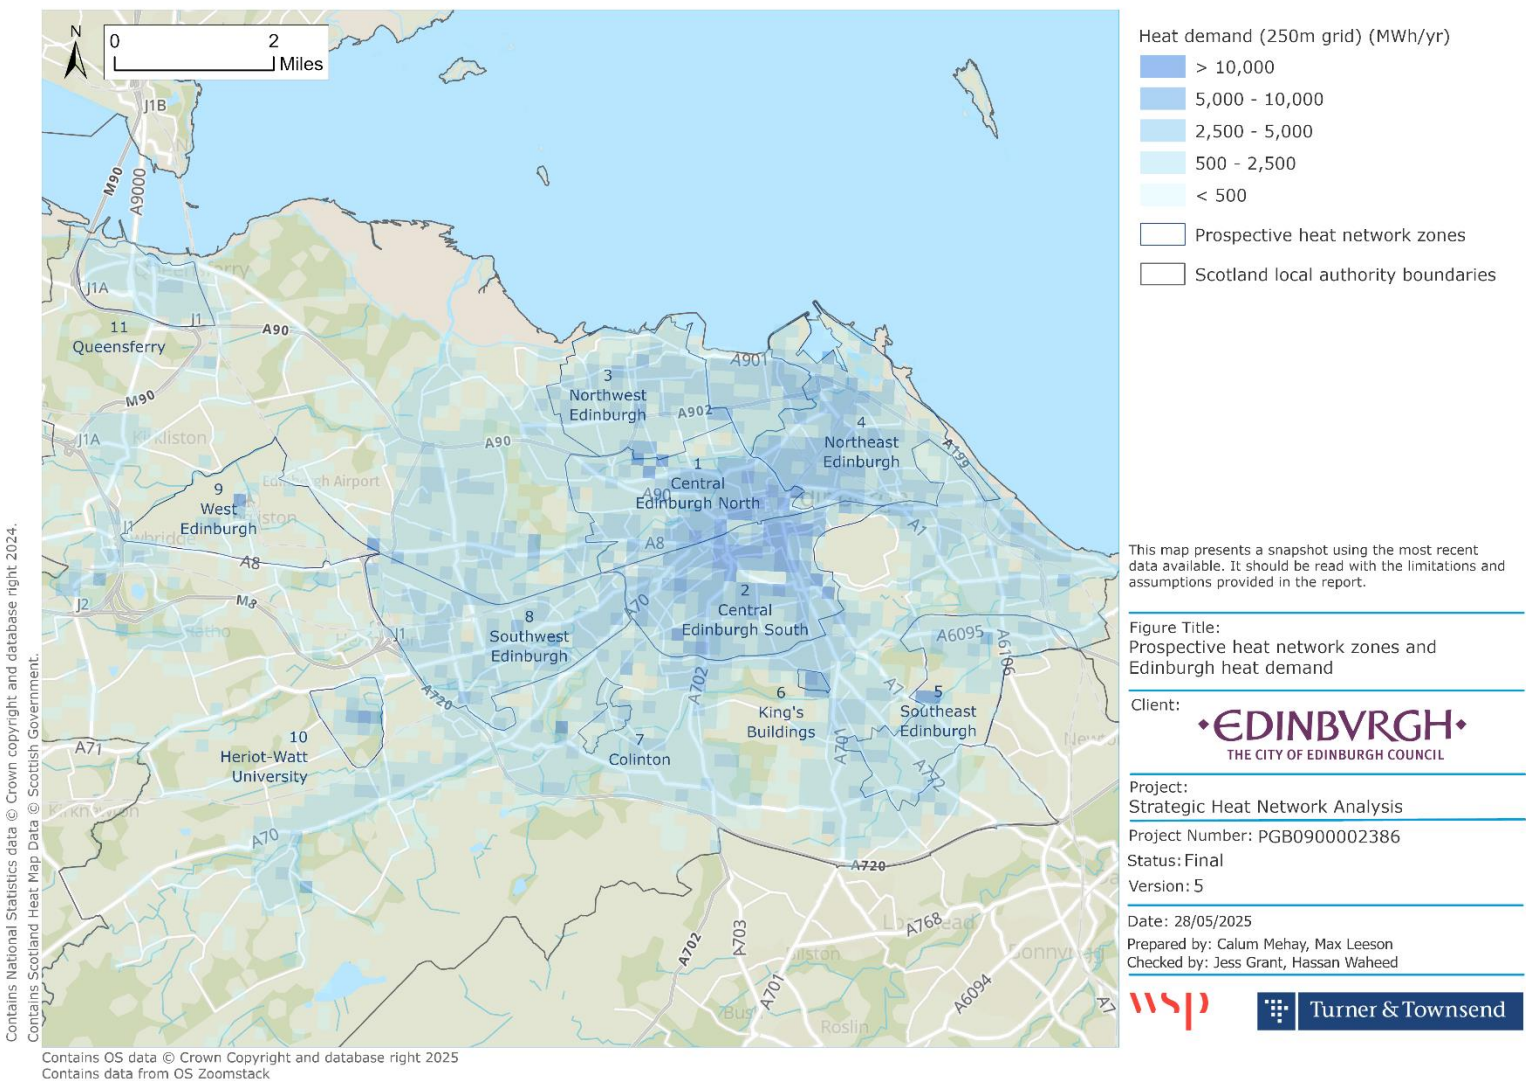 N
0 2
Miles
J1B
M90
A9000
J1A
J1
A90
11
Queensferry
M90
J1A
Kirkliston
A90
3
Northwest
Edinburgh
A901
A902
4
Northeast
Edinburgh
A199
1
Central
Edinburgh North
A90
9
West
Edinburgh
J1
A8
A8
A1
J2
M8
J1
A70
2
Central
Edinburgh South
8
Southwest
Edinburgh
A6095
A6106
A720
A702
6
King's
Buildings
A7
5
Southeast
Edinburgh
10
Heriot-Watt
University
7
Colinton
A71
A701
A772
A70
A720
A702
A703
A768
A701
A6094
A7
Roslin
Heat demand (250m grid) (MWh/yr)
> 10,000
5,000 - 10,000
2,500 - 5,000
500 - 2,500
< 500
Prospective heat network zones
Scotland local authority boundaries
This map presents a snapshot using the most recent
data available. It should be read with the limitations and
assumptions provided in the report.
Figure Title:
Prospective heat network zones and
Edinburgh heat demand
Client:
EDINBVRGH
THE CITY OF EDINBURGH COUNCIL
Project:
Strategic Heat Network Analysis
Project Number: PGB0900002386
Status: Final
Version: 5
Date: 28/05/2025
Prepared by: Calum Mehay, Max Leeson
Checked by: Jess Grant, Hassan Waheed
wsp
Turner & Townsend
Contains National Statistics data © Crown copyright and database right 2024.
Contains Scotland Heat Map Data © Scottish Government.
Contains OS data © Crown Copyright and database right 2025
Contains data from OS Zoomstack